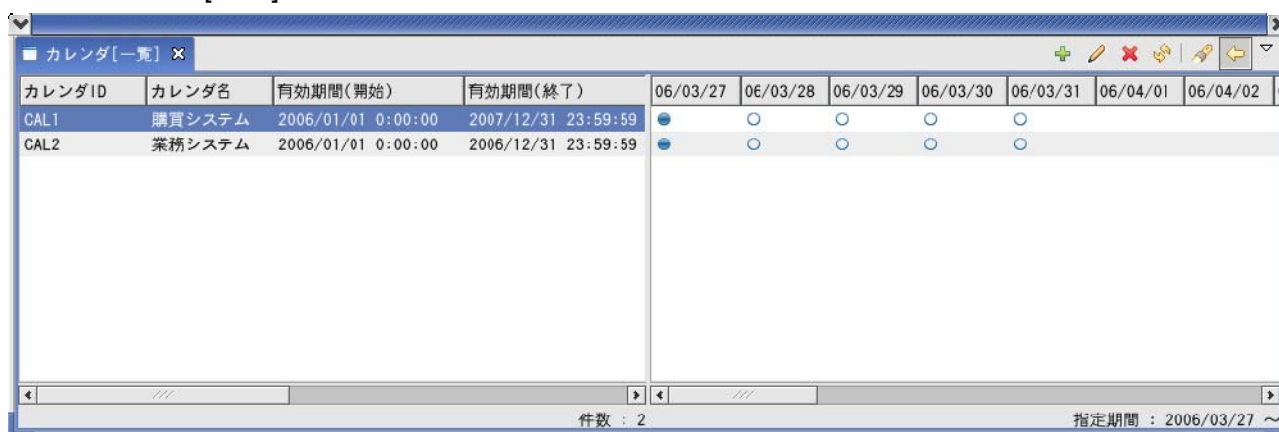 カレンダ[一覧]
カレンダID カレンダ名 有効期間(開始) 有効期間(終了) 06/03/27 06/03/28 06/03/29 06/03/30 06/03/31 06/04/01 06/04/02
CAL1 購買システム 2006/01/01 0:00:00 2007/12/31 23:59:59
CAL2 業務システム 2006/01/01 0:00:00 2006/12/31 23:59:59
件数 : 2 指定期間 : 2006/03/27 ~